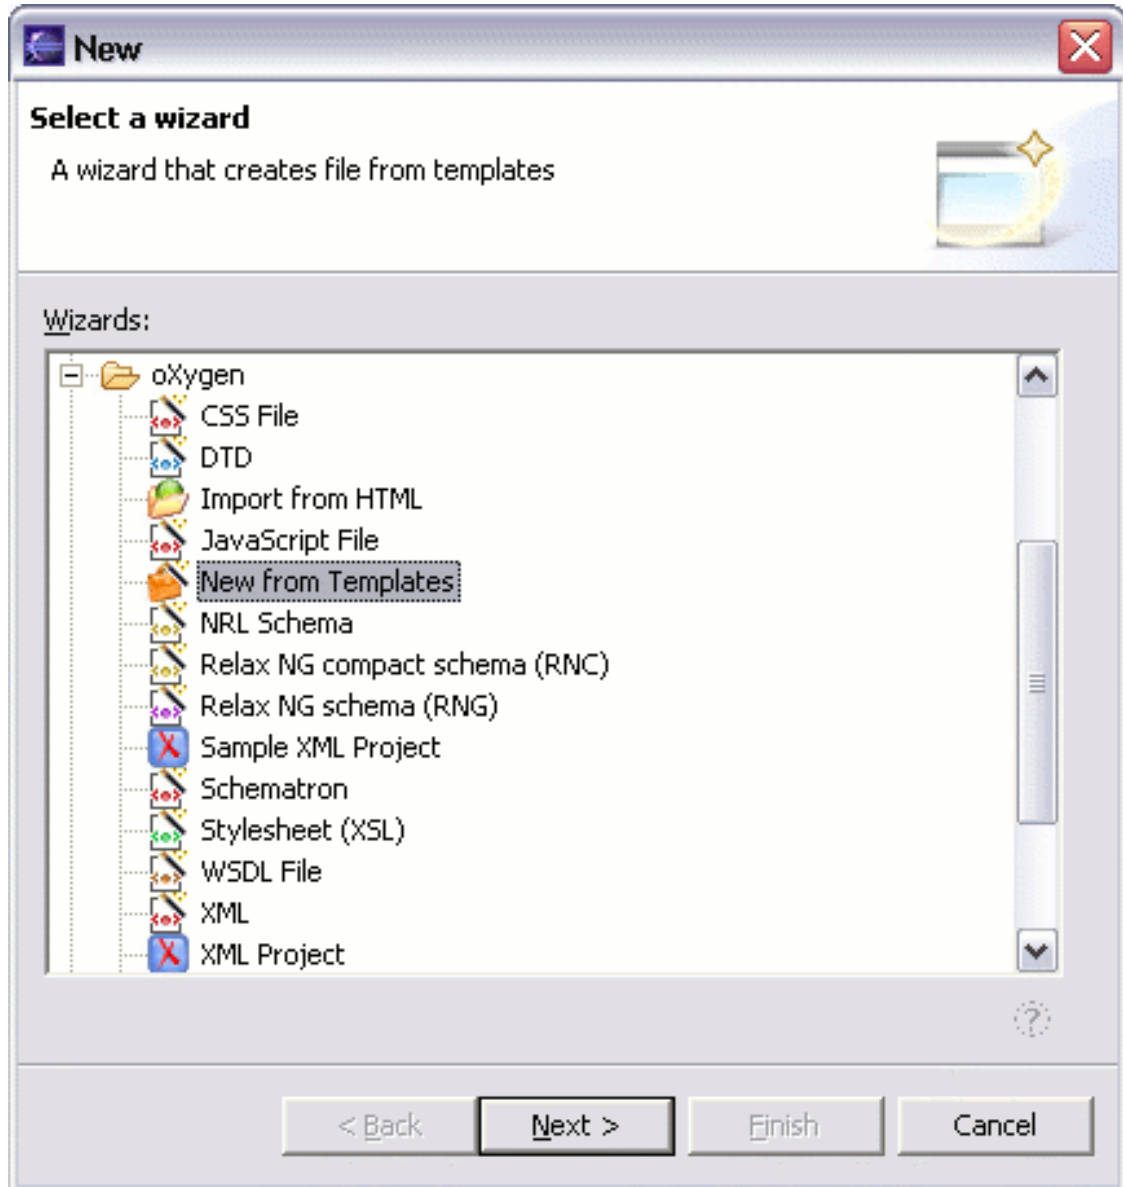 New
Select a wizard
A wizard that creates file from templates
Wizards:
oXygen
CSS File
DTD
Import from HTML
JavaScript File
New from Templates
NRL Schema
Relax NG compact schema (RNC)
Relax NG schema (RNG)
Sample XML Project
Schematron
Stylesheet (XSL)
WSDL File
XML
XML Project
?
< Back Next > Finish Cancel